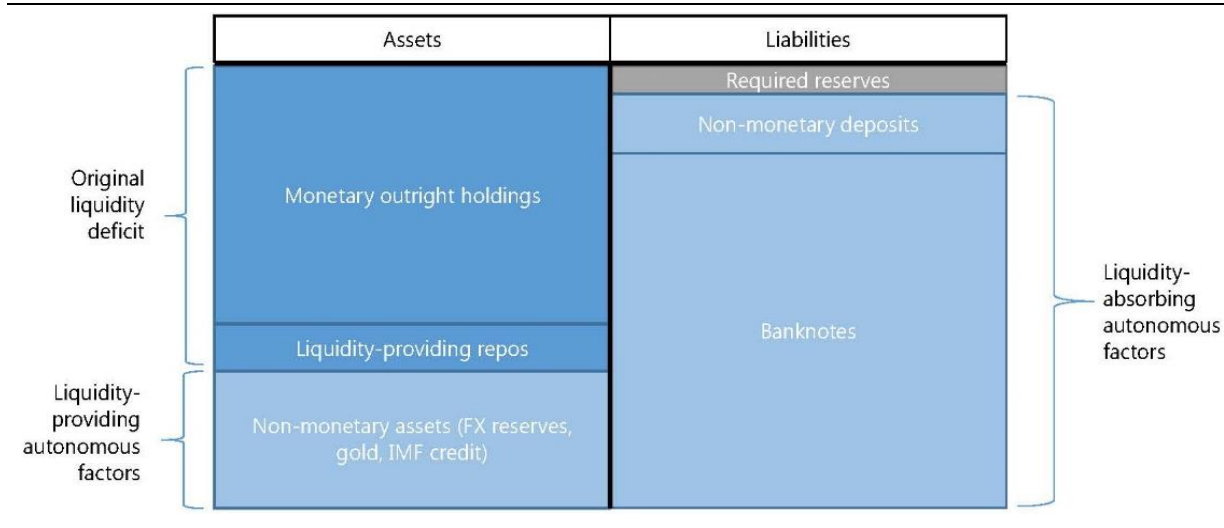 Assets
Liabilities
Required reserves
Non-monetary deposits
Original
liquidity
deficit
Monetary outright holdings
Liquidity-
absorbing
autonomous
factors
Banknotes
Liquidity-providing repos
Liquidity-
providing
autonomous
factors
Non-monetary assets (FX reserves,
gold, IMF credit)